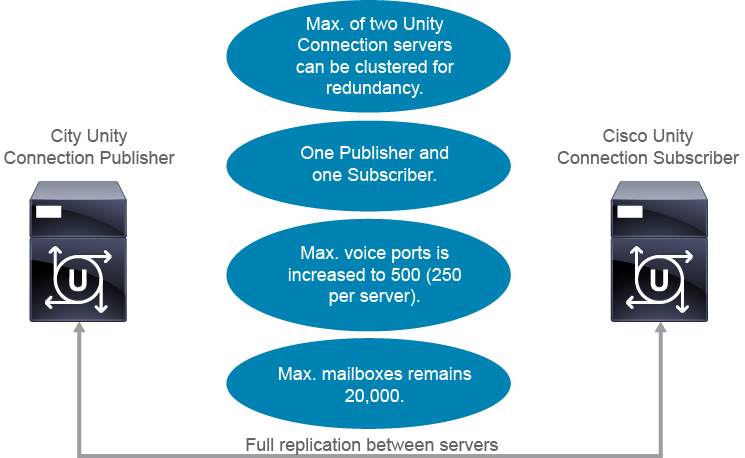 Max. of two Unity
Connection servers
can be clustered for
redundancy.
City Unity
Connection Publisher
Cisco Unity
Connection Subscriber
One Publisher and
one Subscriber.
U
U
Max. voice ports is
increased to 500 (250
per server).
Max. mailboxes remains
20,000.
Full replication between servers